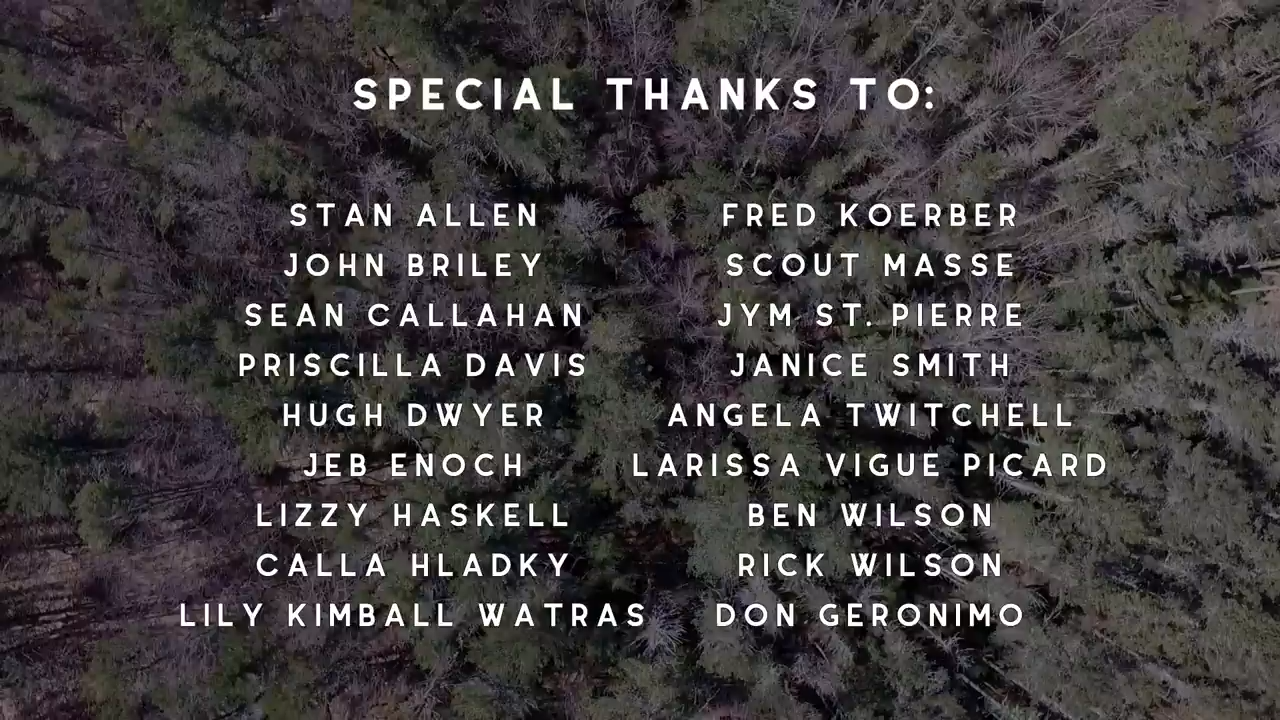 SPECIAL THANKS TO:
STAN ALLEN
JOHN BRILEY
SEAN CALLAHAN
PRISCILLA DAVIS
HUGH DWYER
JEB ENOCH
LIZZY HASKELL
CALLA HLADKY
LILY KIMBALL WATRAS
FRED KOERBER
SCOUT MASSE
JYM ST. PIERRE
JANICE SMITH
ANGELA TWITCHELL
LARISSA VIGUE PICARD
BEN WILSON
RICK WILSON
DON GERONIMO